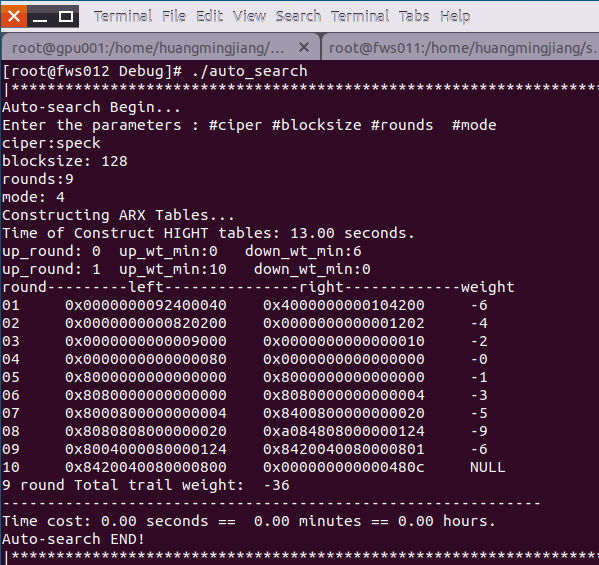 Terminal File Edit View Search Terminal Tabs Help
root@gpu001:/home/huangmingjiang/... × root@fws011:/home/huangmingjiang/s...
[root@fws012 Debug]# ./auto_search
|*******************************************************************
Auto-search Begin...
Enter the parameters : #ciper #blocksize #rounds  #mode
ciper:speck
blocksize: 128
rounds:9
mode: 4
Constructing ARX Tables...
Time of Construct HIGHT tables: 13.00 seconds.
up_round: 0  up_wt_min:0   down_wt_min:6
up_round: 1  up_wt_min:10   down_wt_min:0
round---------left---------------right-------------weight
01     0x0000000092400040    0x4000000000104200     -6
02     0x0000000000820200    0x0000000000001202     -4
03     0x0000000000009000    0x0000000000000010     -2
04     0x0000000000000080    0x0000000000000000     -0
05     0x8000000000000000    0x8000000000000000     -1
06     0x8080000000000000    0x8080000000000004     -3
07     0x8000800000000004    0x8400800000000020     -5
08     0x8080808000000020    0xa084808000000124     -9
09     0x8004000080000124    0x8420040080000801     -6
10     0x8420040080000800    0x000000000000480c     NULL
9 round Total trail weight:  -36
------------------------------------------------------------
Time cost: 0.00 seconds ==  0.00 minutes == 0.00 hours.
Auto-search END!
|*******************************************************************